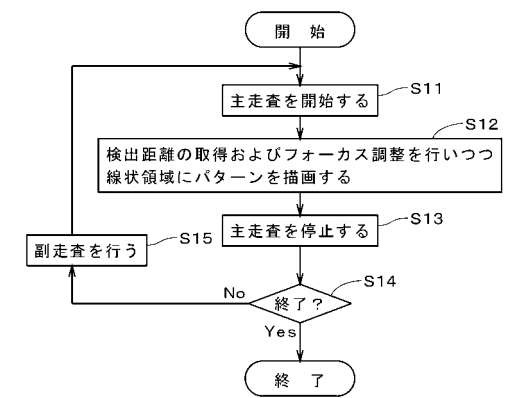 開 始
主走査を開始する
S11
S12
検出距離の取得およびフォーカス調整を行いつつ
線状領域にパターンを描画する
主走査を停止する
S13
副走査を行う
S15
終了?
S14
No
Yes
終 了